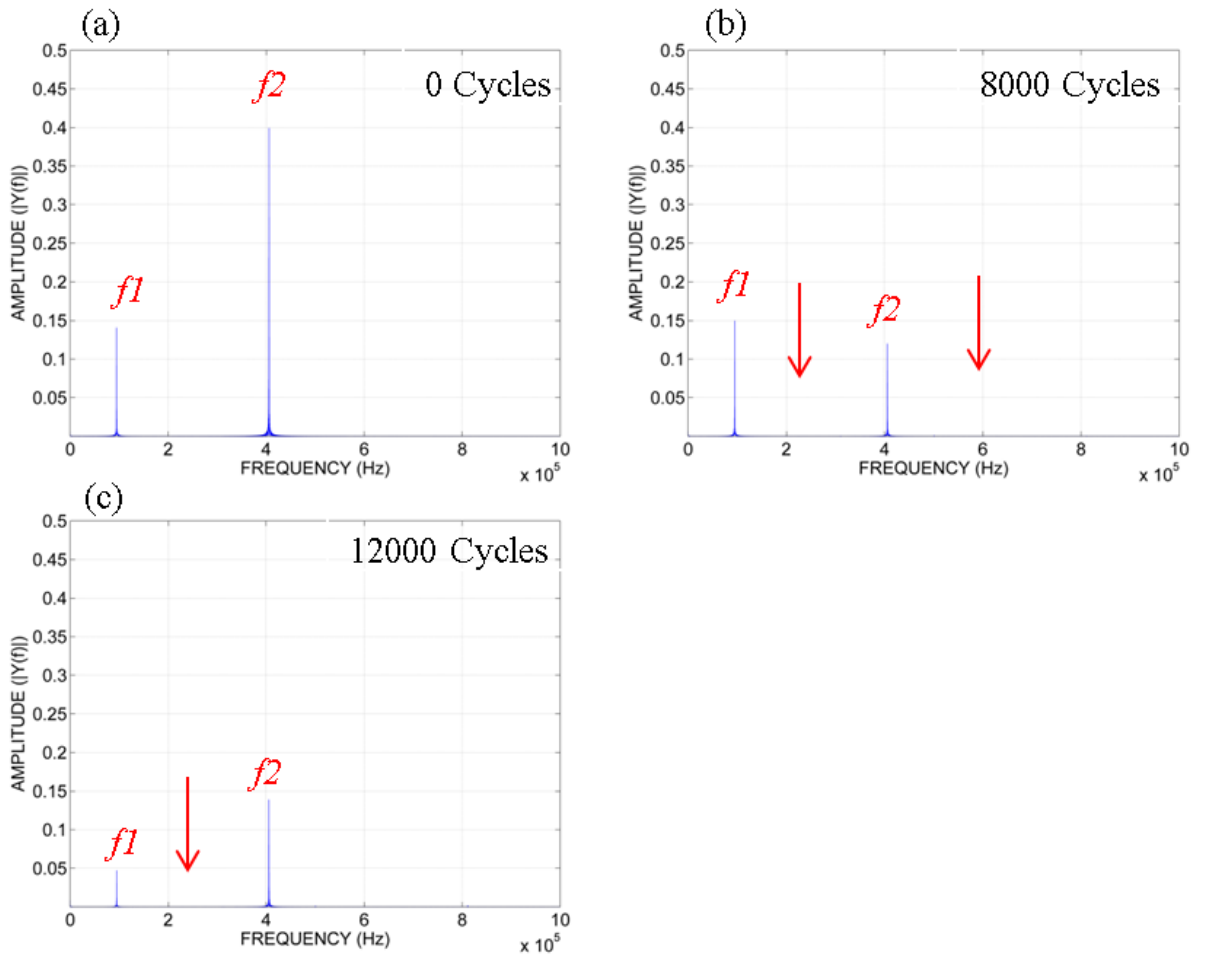 (a)
0 Cycles
f1
f2
AMPLITUDE (|Y(f)|)
0.5
0.45
0.4
0.35
0.3
0.25
0.2
0.15
0.1
0.05
0 2 4 6 8 10
FREQUENCY (Hz)
x 10^5
(b)
8000 Cycles
f1
f2
AMPLITUDE (|Y(f)|)
0.5
0.45
0.4
0.35
0.3
0.25
0.2
0.15
0.1
0.05
0 2 4 6 8 10
FREQUENCY (Hz)
x 10^5
(c)
12000 Cycles
f1
f2
AMPLITUDE (|Y(f)|)
0.5
0.45
0.4
0.35
0.3
0.25
0.2
0.15
0.1
0.05
0 2 4 6 8 10
FREQUENCY (Hz)
x 10^5